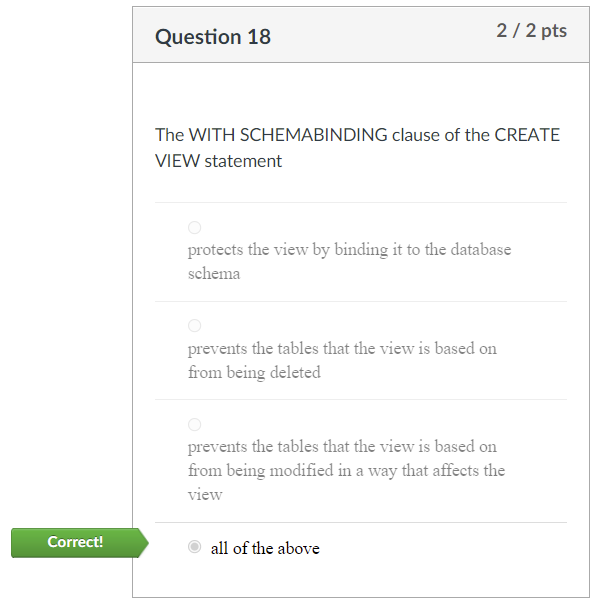 Question 18
2 / 2 pts
The WITH SCHEMABINDING clause of the CREATE
VIEW statement
protects the view by binding it to the database
schema
prevents the tables that the view is based on
from being deleted
prevents the tables that the view is based on
from being modified in a way that affects the
view
Correct!
all of the above